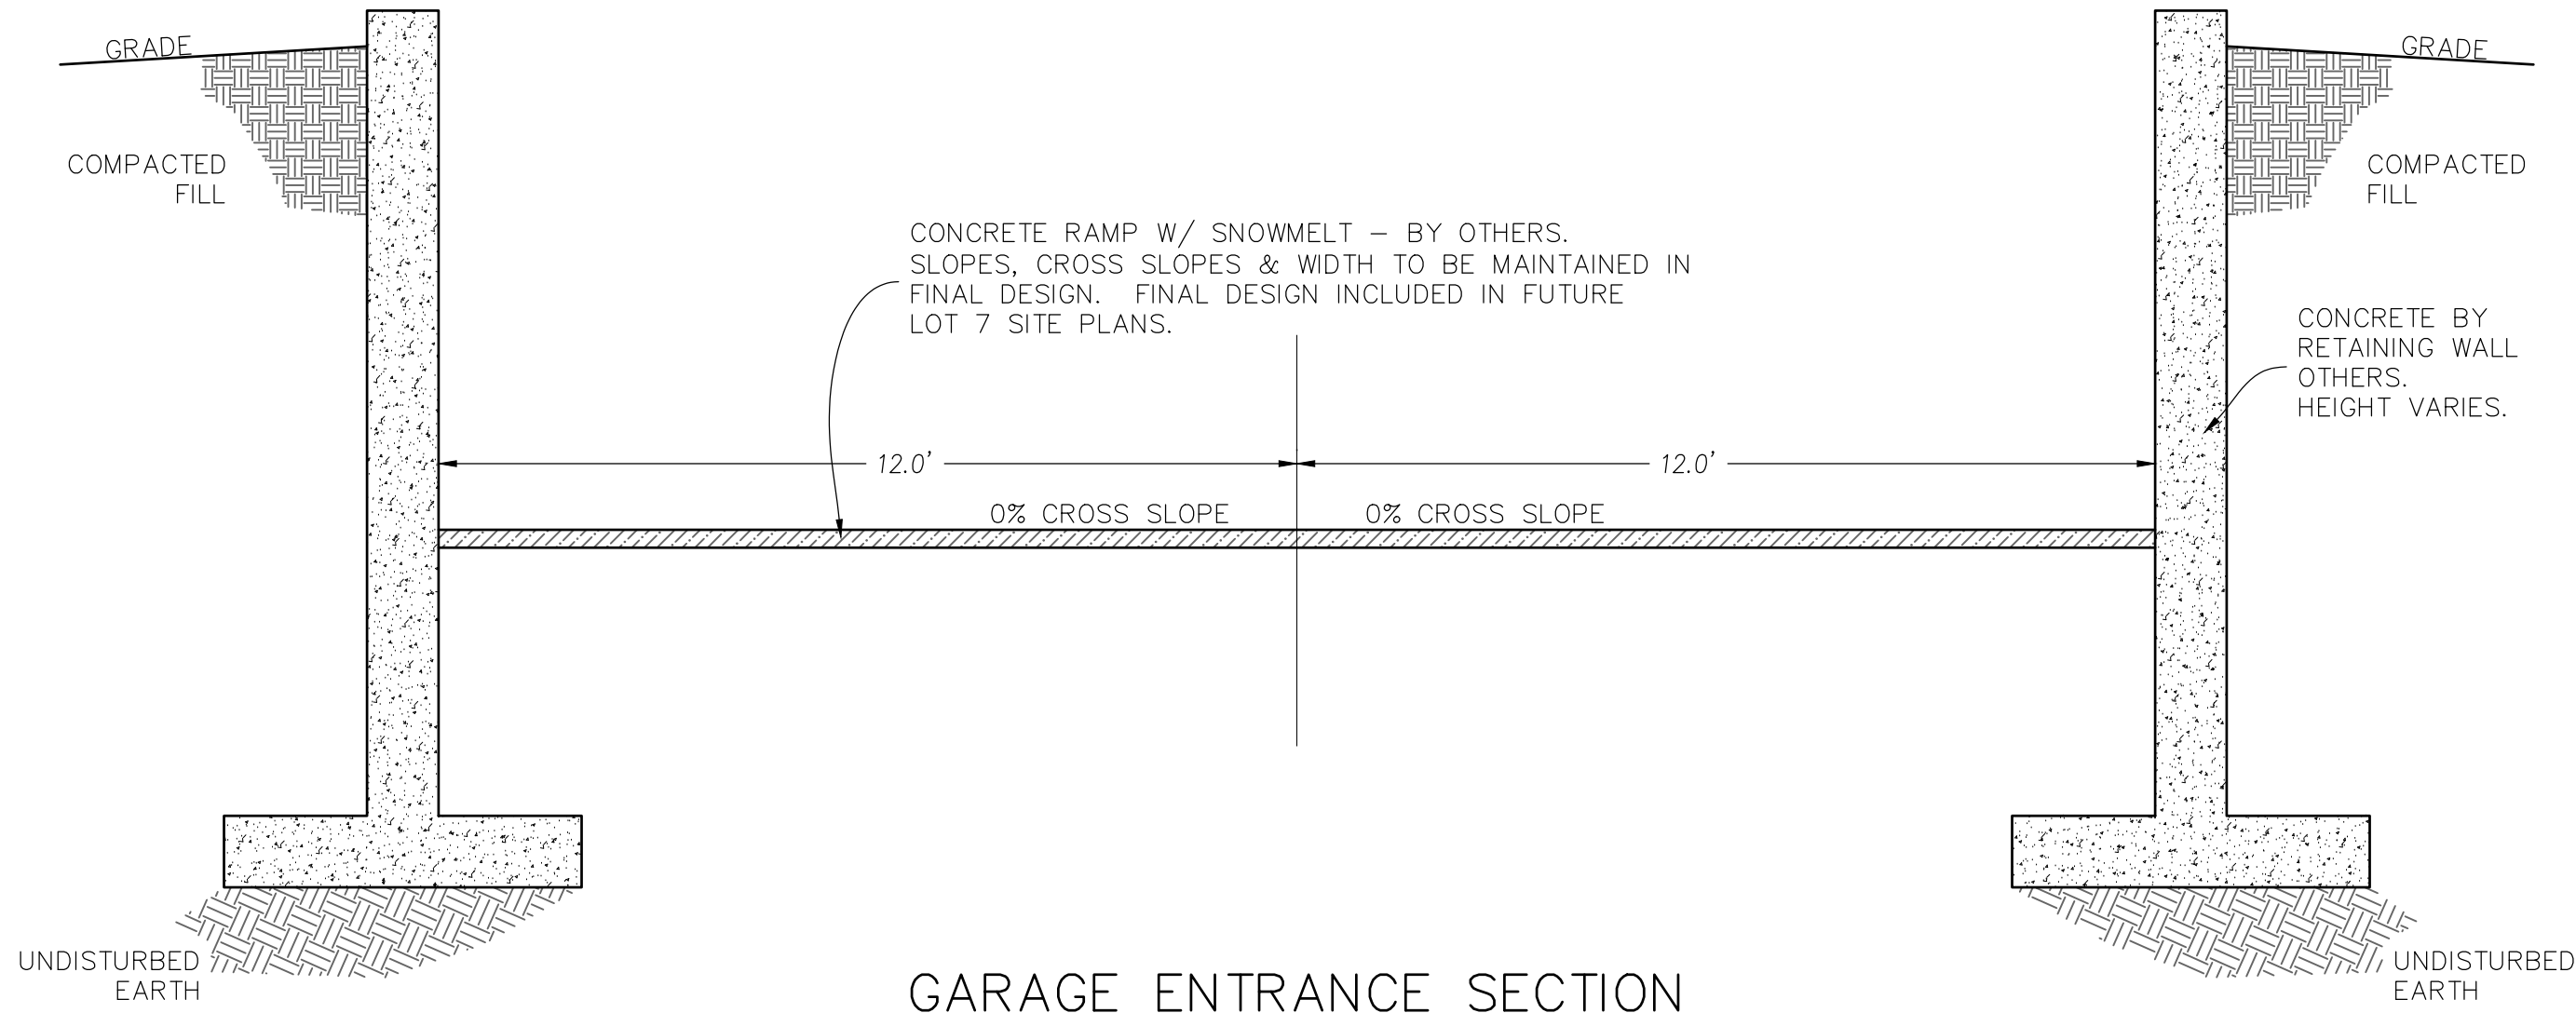 GRADE
GRADE
COMPACTED
FILL
COMPACTED
FILL
CONCRETE RAMP W/ SNOWMELT – BY OTHERS.
SLOPES, CROSS SLOPES & WIDTH TO BE MAINTAINED IN
FINAL DESIGN. FINAL DESIGN INCLUDED IN FUTURE
LOT 7 SITE PLANS.
CONCRETE BY
RETAINING WALL
OTHERS.
HEIGHT VARIES.
12.0'
12.0'
0% CROSS SLOPE
0% CROSS SLOPE
UNDISTURBED
EARTH
UNDISTURBED
EARTH
GARAGE ENTRANCE SECTION